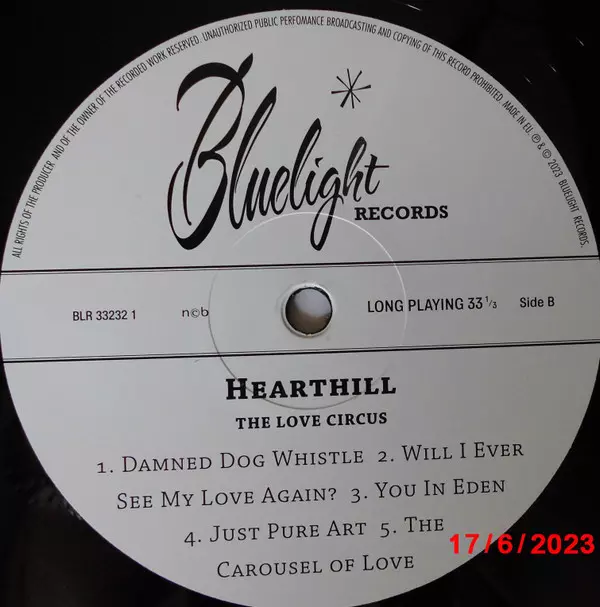 ALL RIGHTS OF THE PRODUCER AND OF THE OWNER OF THE RECORDED WORK RESERVED. UNAUTHORIZED PUBLIC PERFOMANCE BROADCASTING AND COPYING OF THIS RECORD PROHIBITED. MADE IN EU. ℗ & © 2023 BLUELIGHT RECORDS.
Bluelight
RECORDS
BLR 33232 1 n©b LONG PLAYING 33 1/3 Side B
HEARTHILL
THE LOVE CIRCUS
1. DAMNED DOG WHISTLE 2. WILL I EVER
SEE MY LOVE AGAIN? 3. YOU IN EDEN
4. JUST PURE ART 5. THE
CAROUSEL OF LOVE
17/6/2023